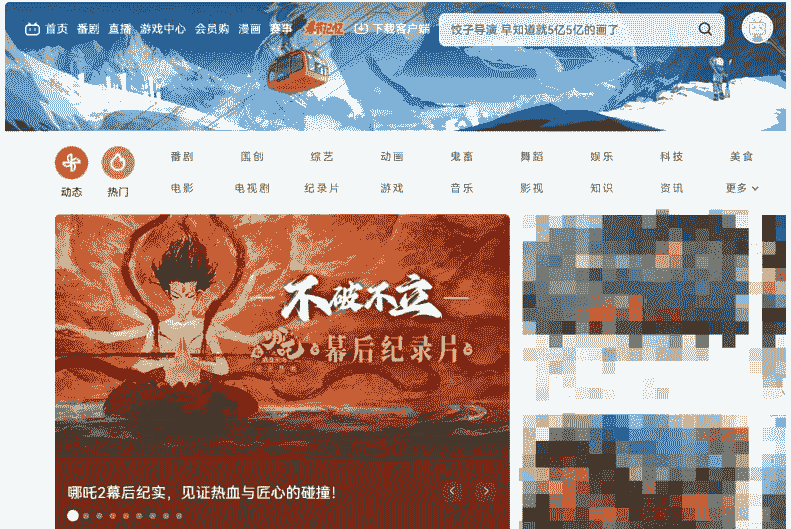 首页 番剧 直播 游戏中心 会员购 漫画 赛事 下载客户端 饺子导演 早知道就5亿5亿的画了
番剧 国创 综艺 动画 鬼畜 舞蹈 娱乐 科技 美食
动态 热门 电影 电视剧 纪录片 游戏 音乐 影视 知识 资讯 更多
不破不立
哪吒2幕后纪录片
哪吒2幕后纪实，见证热血与匠心的碰撞！